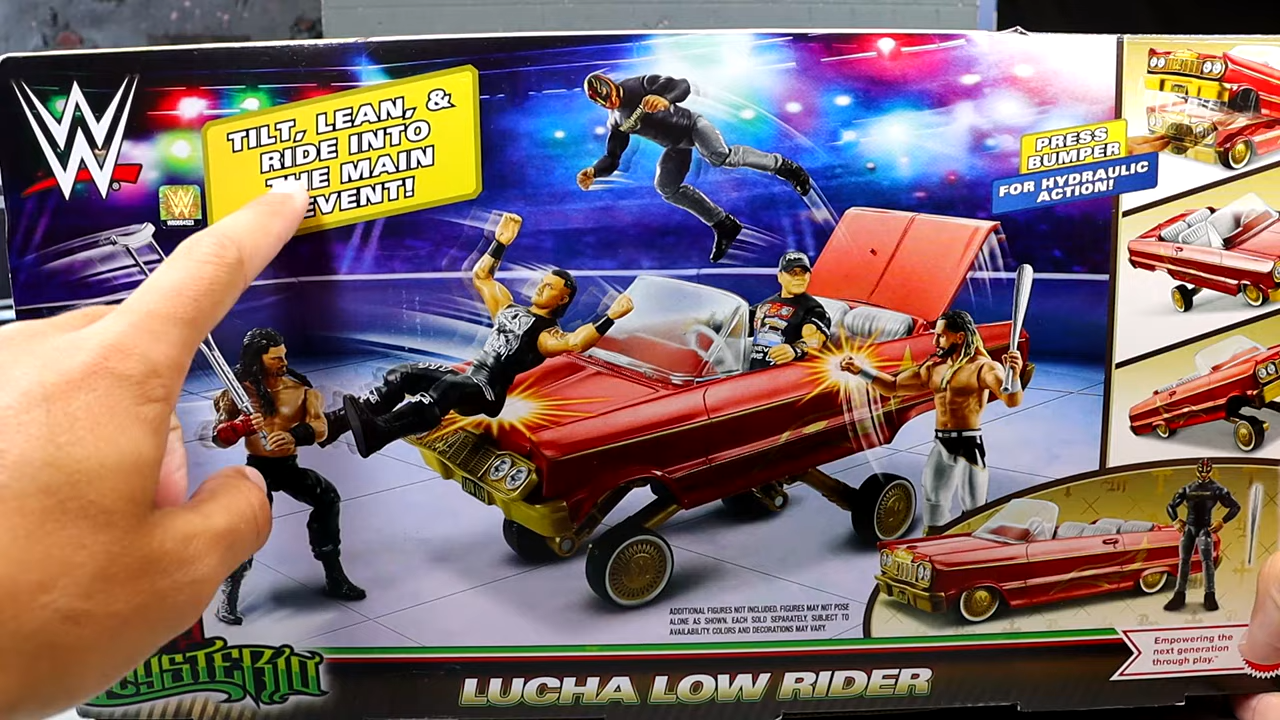 W
TILT, LEAN, &
RIDE INTO
THE MAIN
EVENT!
PRESS
BUMPER
FOR HYDRAULIC
ACTION!
ADDITIONAL FIGURES NOT INCLUDED. FIGURES MAY NOT POSE
ALONE AS SHOWN. EACH SOLD SEPARATELY, SUBJECT TO
AVAILABILITY. COLORS AND DECORATIONS MAY VARY.
MYSTERIO
LUCHA LOW RIDER
Empowering the
next generation
through play.™